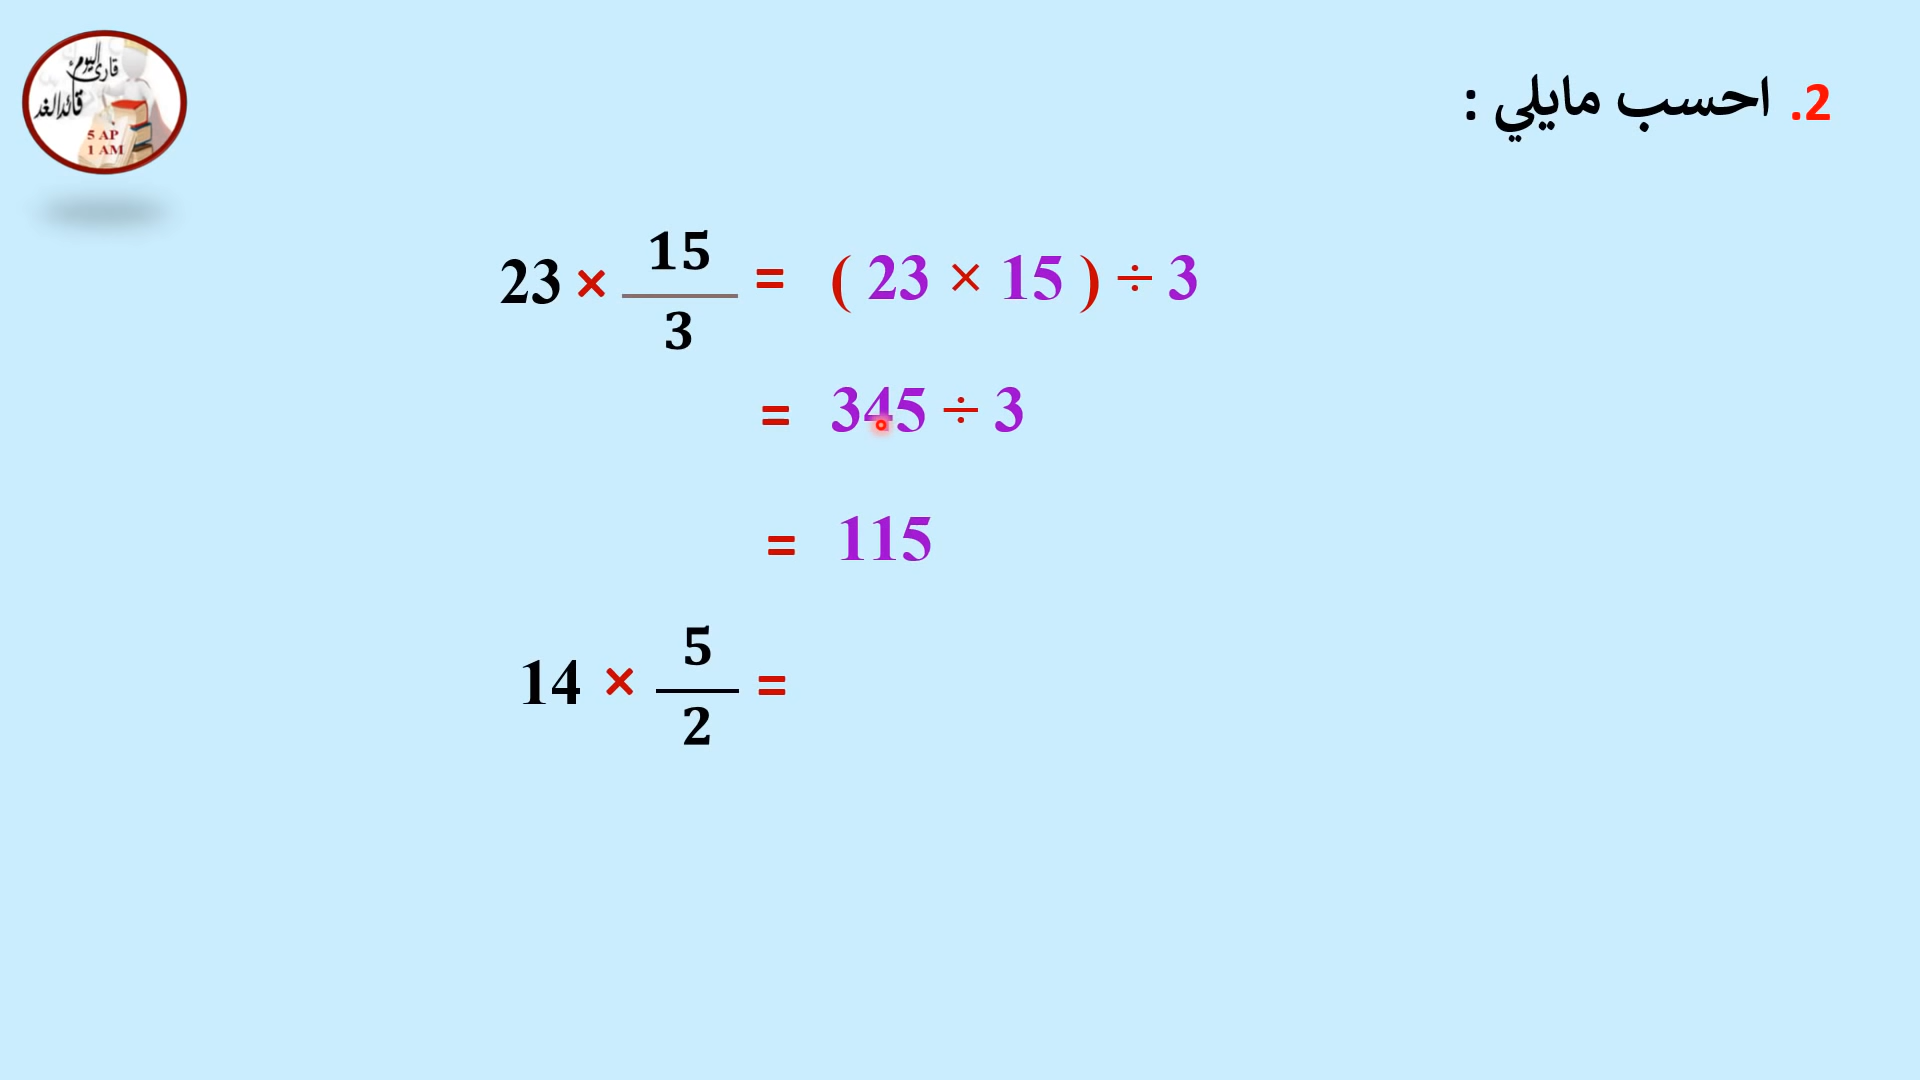 قارئ اليوم
قائد الغد
5 AP
1 AM
2. احسب مايلي :
23 × 15/3 = ( 23 × 15 ) ÷ 3
= 345 ÷ 3
= 115
14 × 5/2 =